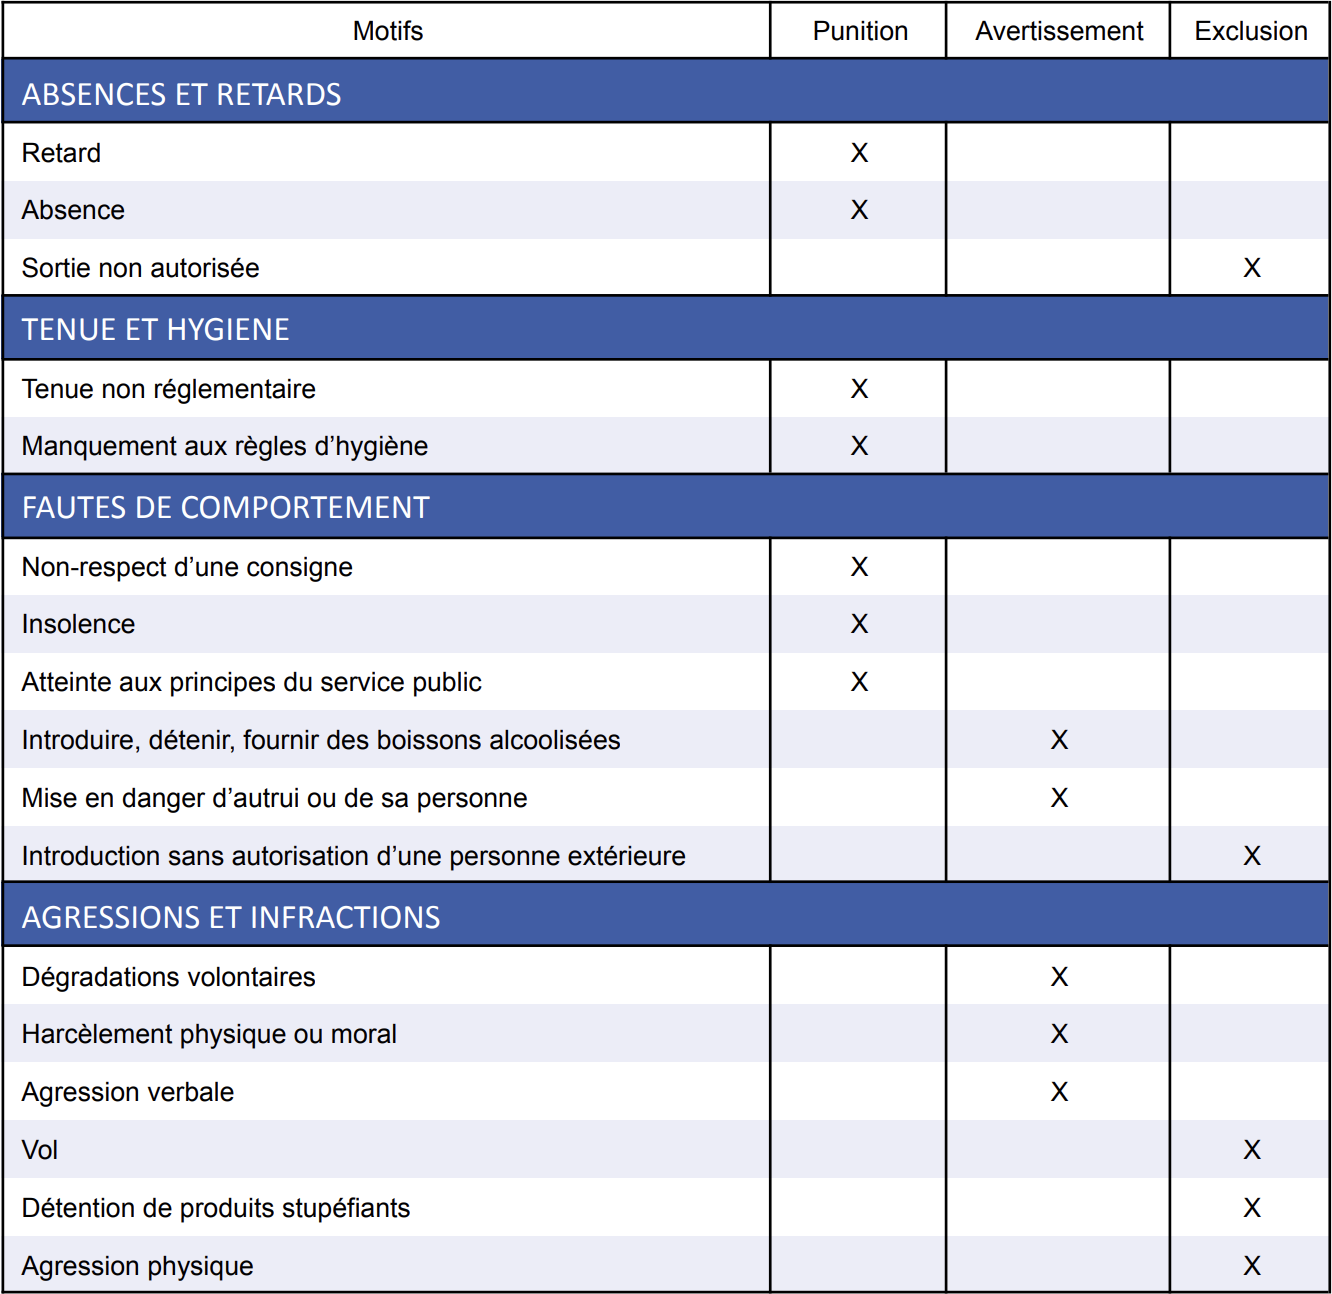 Motifs Punition Avertissement Exclusion
ABSENCES ET RETARDS
Retard X
Absence X
Sortie non autorisée X
TENUE ET HYGIENE
Tenue non réglementaire X
Manquement aux règles d’hygiène X
FAUTES DE COMPORTEMENT
Non-respect d’une consigne X
Insolence X
Atteinte aux principes du service public X
Introduire, détenir, fournir des boissons alcoolisées X
Mise en danger d’autrui ou de sa personne X
Introduction sans autorisation d’une personne extérieure X
AGRESSIONS ET INFRACTIONS
Dégradations volontaires X
Harcèlement physique ou moral X
Agression verbale X
Vol X
Détention de produits stupéfiants X
Agression physique X